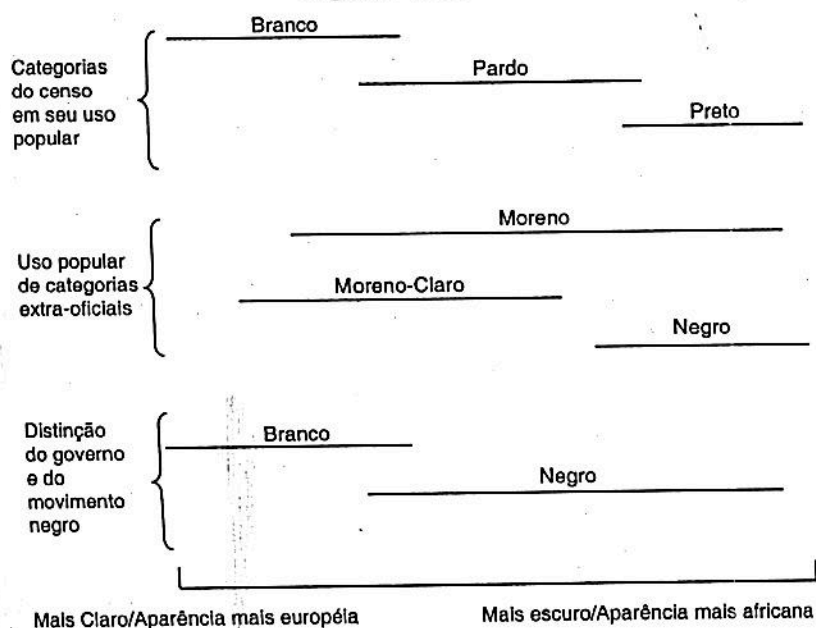 Branco
Categorias
do censo
em seu uso
popular
Pardo
Preto
Moreno
Uso popular
de categorias
extra-oficiais
Moreno-Claro
Negro
Distinção
do governo
e do
movimento
negro
Branco
Negro
Mais Claro/Aparência mais européia
Mais escuro/Aparência mais africana